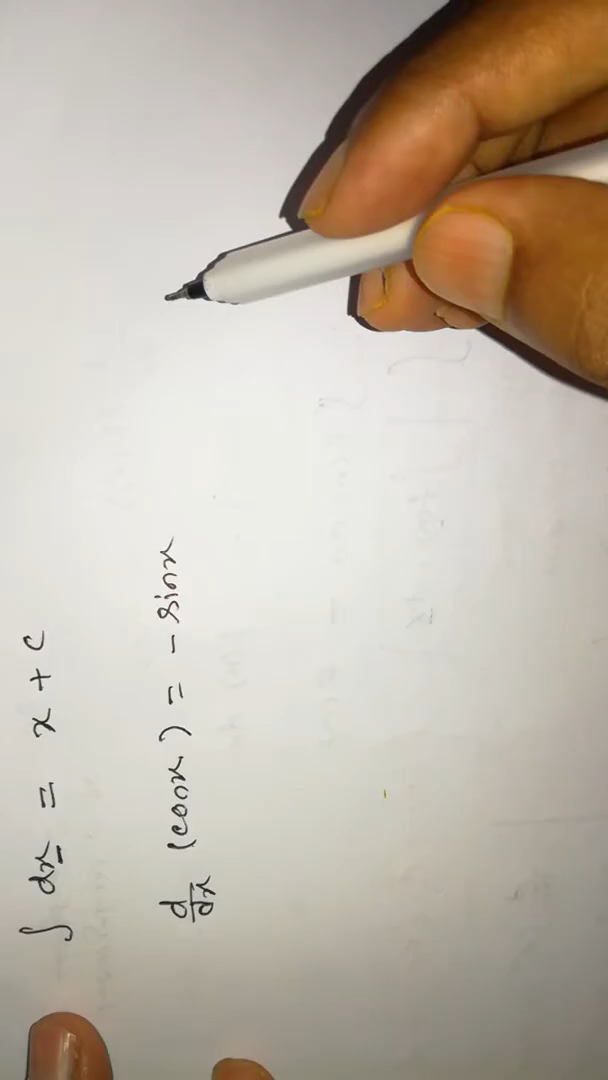 ∫ dx = x + c
d/dx (cosx) = - sinx